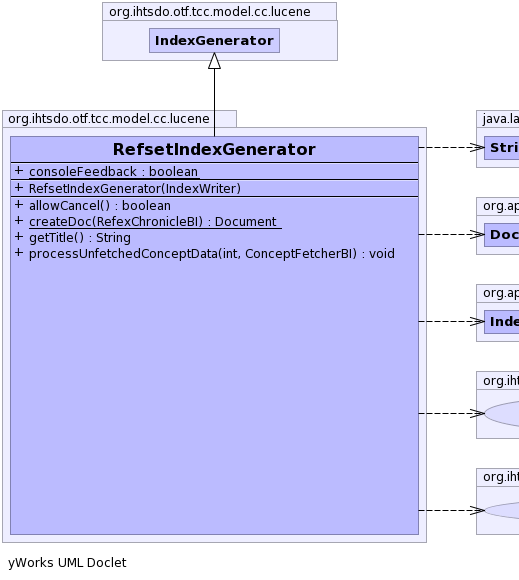 org.ihtsdo.otf.tcc.model.cc.lucene
IndexGenerator
org.ihtsdo.otf.tcc.model.cc.lucene
RefsetIndexGenerator
+ consoleFeedback : boolean
+ RefsetIndexGenerator(IndexWriter)
+ allowCancel() : boolean
+ createDoc(RefexChronicleBI) : Document
+ getTitle() : String
+ processUnfetchedConceptData(int, ConceptFetcherBI) : void
java.la
Stri
org.ap
Doc
org.ap
Inde
org.iht
org.iht
yWorks UML Doclet